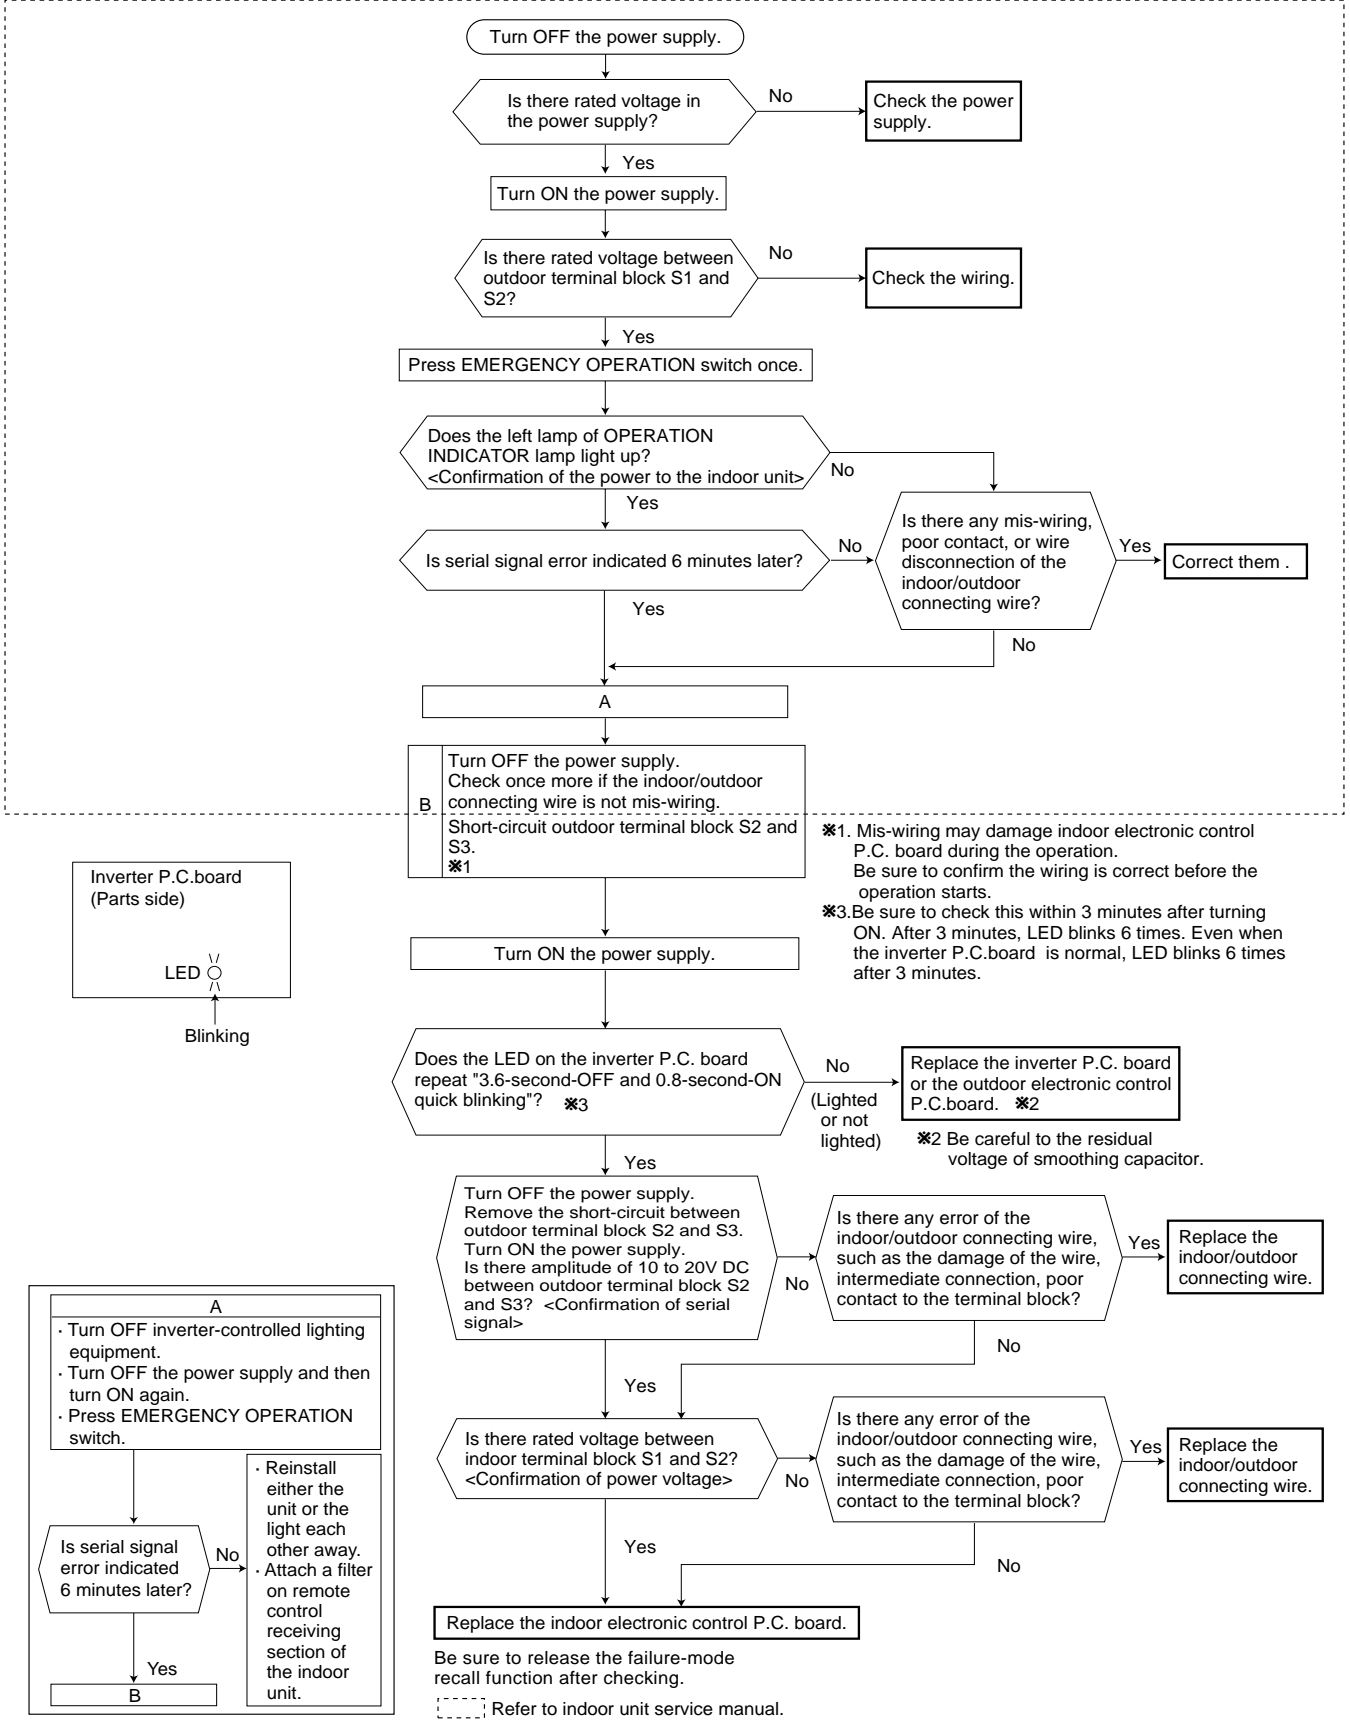 Turn OFF the power supply.
Is there rated voltage in
the power supply?
No
Check the power
supply.
Yes
Turn ON the power supply.
Is there rated voltage between
outdoor terminal block S1 and
S2?
No
Check the wiring.
Yes
Press EMERGENCY OPERATION switch once.
Does the left lamp of OPERATION
INDICATOR lamp light up?
<Confirmation of the power to the indoor unit>
No
Yes
Is serial signal error indicated 6 minutes later?
No
Is there any mis-wiring,
poor contact, or wire
disconnection of the
indoor/outdoor
connecting wire?
Yes
Correct them .
Yes
No
A
B
Turn OFF the power supply.
Check once more if the indoor/outdoor
connecting wire is not mis-wiring.
Short-circuit outdoor terminal block S2 and
S3.
※1
※1. Mis-wiring may damage indoor electronic control
P.C. board during the operation.
Be sure to confirm the wiring is correct before the
operation starts.
※3.Be sure to check this within 3 minutes after turning
ON. After 3 minutes, LED blinks 6 times. Even when
the inverter P.C.board is normal, LED blinks 6 times
after 3 minutes.
Inverter P.C.board
(Parts side)
LED
Blinking
Turn ON the power supply.
Does the LED on the inverter P.C. board
repeat "3.6-second-OFF and 0.8-second-ON
quick blinking"? ※3
No
(Lighted
or not
lighted)
Replace the inverter P.C. board
or the outdoor electronic control
P.C.board. ※2
※2 Be careful to the residual
voltage of smoothing capacitor.
Yes
Turn OFF the power supply.
Remove the short-circuit between
outdoor terminal block S2 and S3.
Turn ON the power supply.
Is there amplitude of 10 to 20V DC
between outdoor terminal block S2
and S3? <Confirmation of serial
signal>
No
Is there any error of the
indoor/outdoor connecting wire,
such as the damage of the wire,
intermediate connection, poor
contact to the terminal block?
Yes
Replace the
indoor/outdoor
connecting wire.
No
Yes
Is there rated voltage between
indoor terminal block S1 and S2?
<Confirmation of power voltage>
No
Is there any error of the
indoor/outdoor connecting wire,
such as the damage of the wire,
intermediate connection, poor
contact to the terminal block?
Yes
Replace the
indoor/outdoor
connecting wire.
Yes
No
Replace the indoor electronic control P.C. board.
Be sure to release the failure-mode
recall function after checking.
Refer to indoor unit service manual.
A
· Turn OFF inverter-controlled lighting
equipment.
· Turn OFF the power supply and then
turn ON again.
· Press EMERGENCY OPERATION
switch.
Is serial signal
error indicated
6 minutes later?
No
· Reinstall
either the
unit or the
light each
other away.
· Attach a filter
on remote
control
receiving
section of
the indoor
unit.
Yes
B